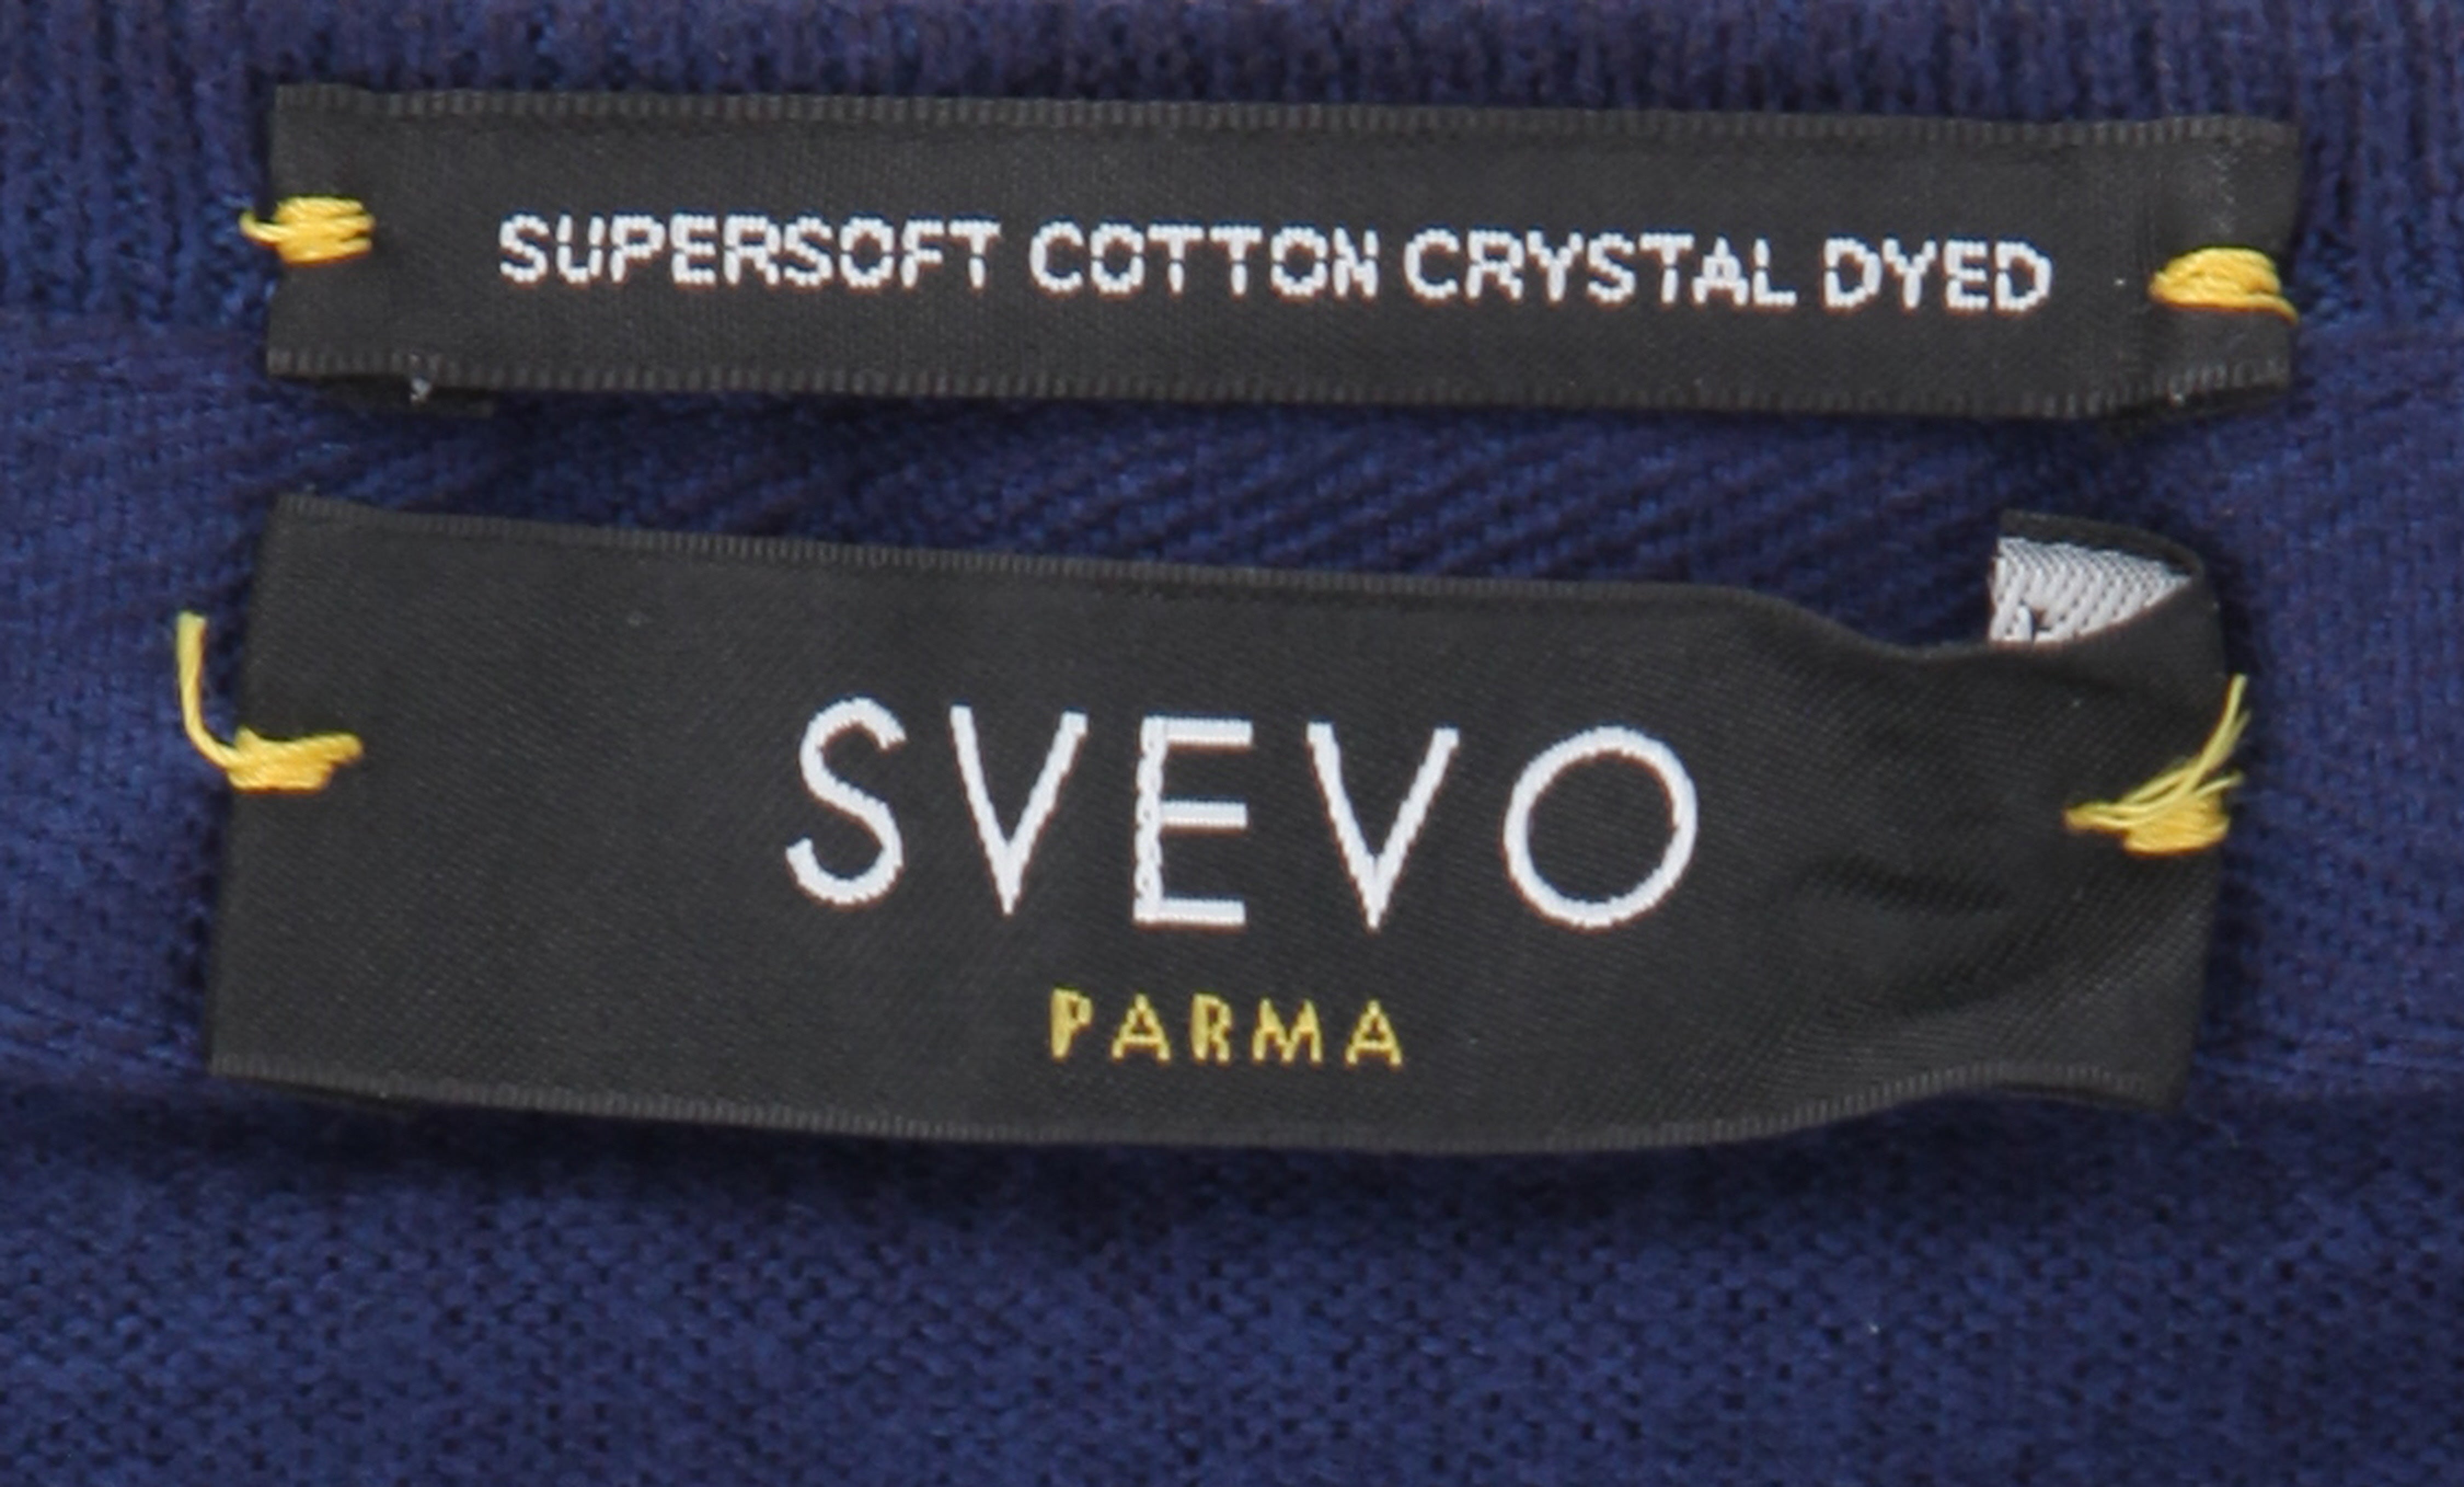 SUPERSOFT COTTON CRYSTAL DYED
SVEVO
PARMA